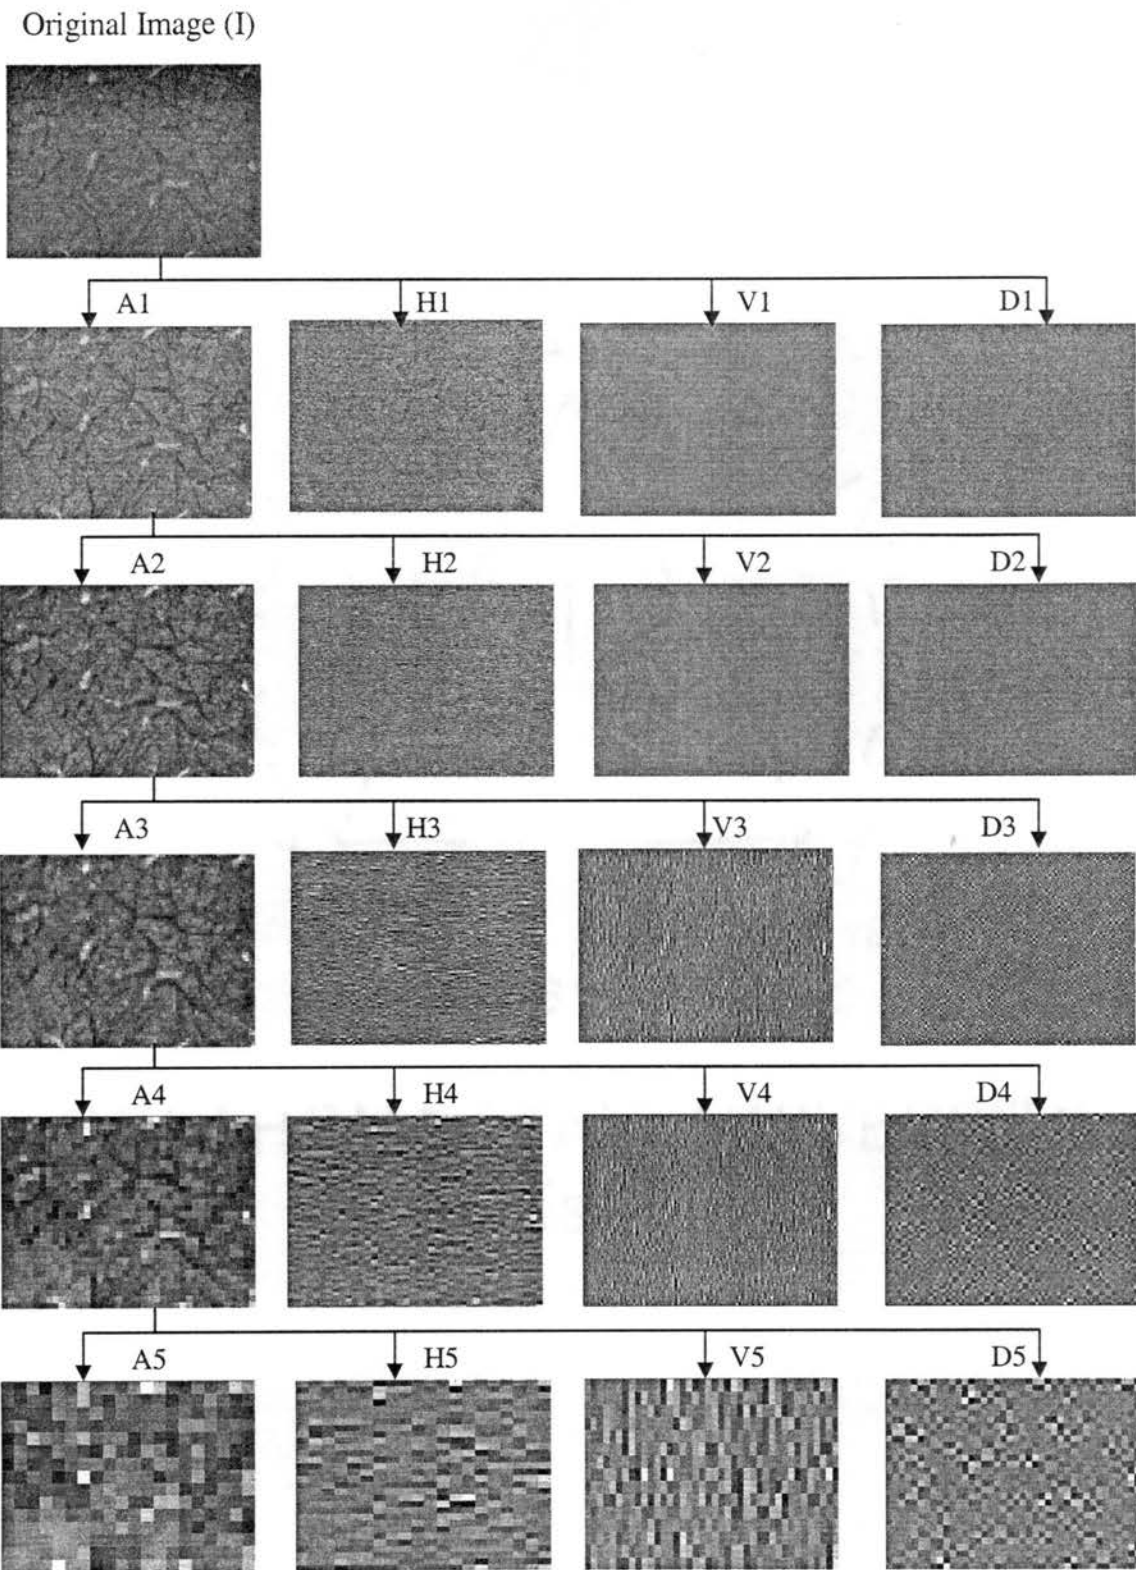 Original Image (I)
A1 H1 V1 D1
A2 H2 V2 D2
A3 H3 V3 D3
A4 H4 V4 D4
A5 H5 V5 D5